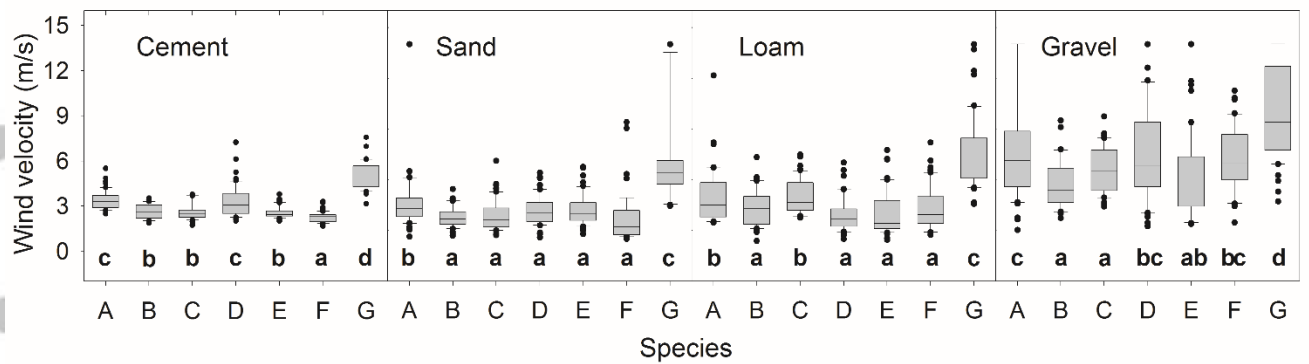 15
12
9
6
3
0
Wind velocity (m/s)
Cement
Sand
Loam
Gravel
c b b c b a d
b a a a a a c
b a b a a a c
c a a bc ab bc d
A B C D E F G
A B C D E F G
A B C D E F G
A B C D E F G
Species